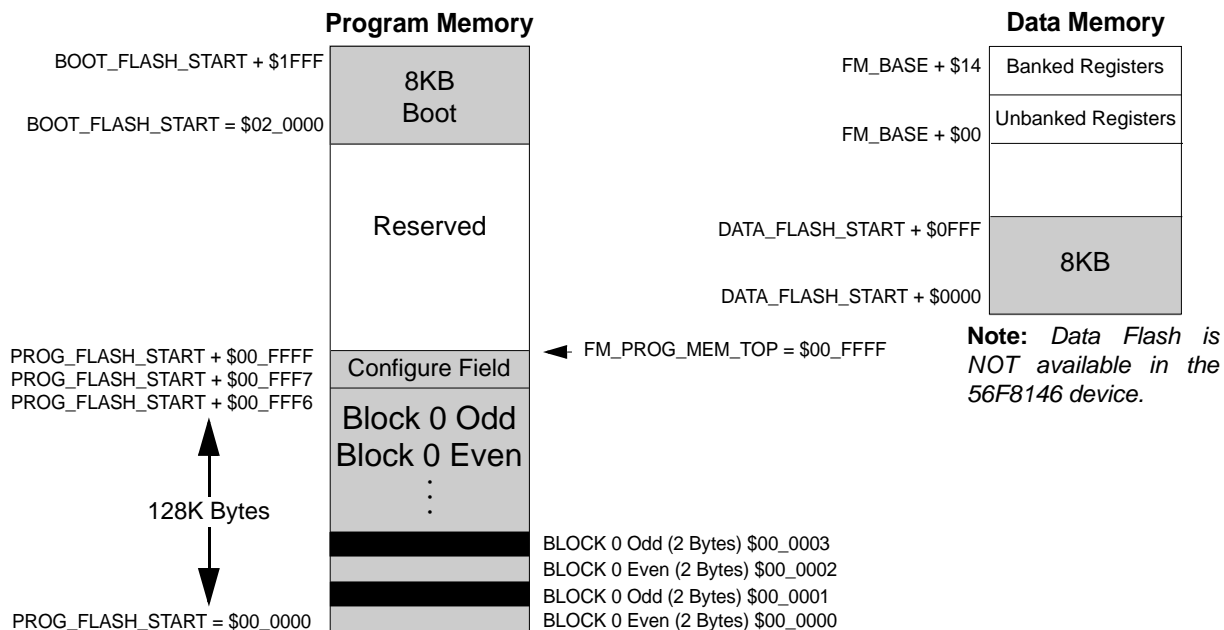 Program Memory
BOOT_FLASH_START + $1FFF
8KB
Boot
BOOT_FLASH_START = $02_0000
Reserved
PROG_FLASH_START + $00_FFFF
FM_PROG_MEM_TOP = $00_FFFF
Configure Field
PROG_FLASH_START + $00_FFF7
PROG_FLASH_START + $00_FFF6
Block 0 Odd
Block 0 Even
128K Bytes
BLOCK 0 Odd (2 Bytes) $00_0003
BLOCK 0 Even (2 Bytes) $00_0002
BLOCK 0 Odd (2 Bytes) $00_0001
PROG_FLASH_START = $00_0000
BLOCK 0 Even (2 Bytes) $00_0000
Data Memory
FM_BASE + $14
Banked Registers
Unbanked Registers
FM_BASE + $00
DATA_FLASH_START + $0FFF
8KB
DATA_FLASH_START + $0000
Note: Data Flash is
NOT available in the
56F8146 device.